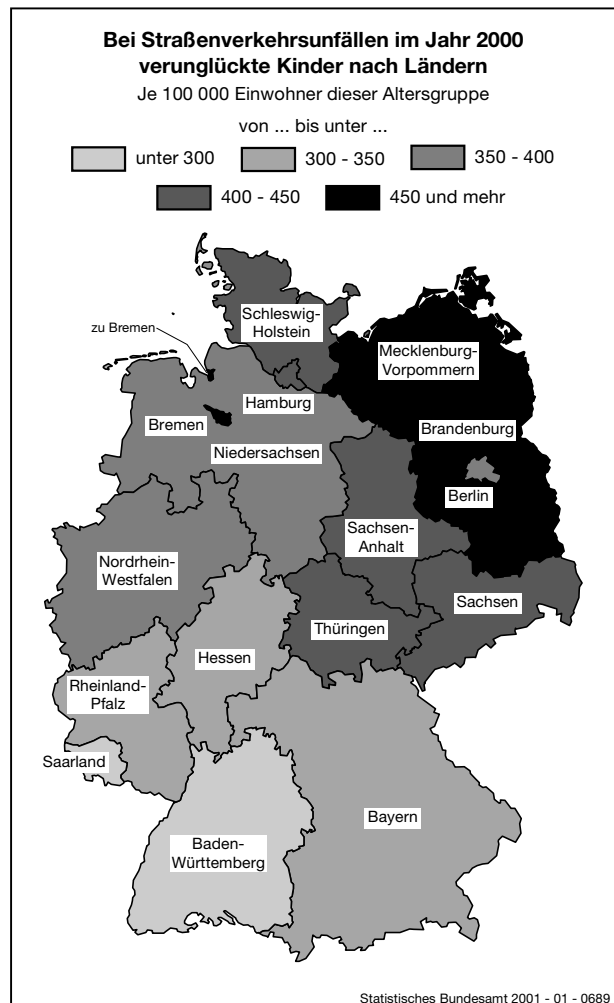 Bei Straßenverkehrsunfällen im Jahr 2000
verunglückte Kinder nach Ländern
Je 100 000 Einwohner dieser Altersgruppe
von ... bis unter ...
unter 300
300 - 350
350 - 400
400 - 450
450 und mehr
Schleswig-
Holstein
zu Bremen
Mecklenburg-
Vorpommern
Hamburg
Bremen
Brandenburg
Niedersachsen
Berlin
Sachsen-
Anhalt
Nordrhein-
Westfalen
Sachsen
Thüringen
Hessen
Rheinland-
Pfalz
Saarland
Bayern
Baden-
Württemberg
Statistisches Bundesamt 2001 - 01 - 0689